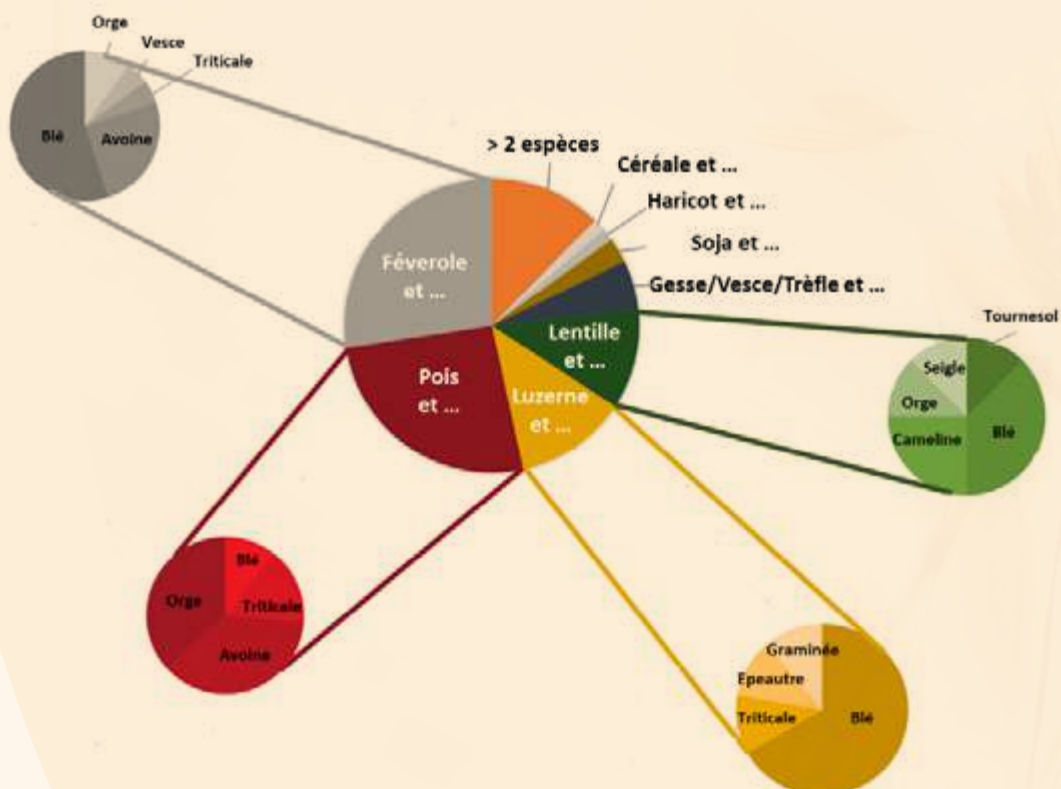 Orge
Vesce
Triticale
Blé
Avoine
> 2 espèces
Céréale et ...
Haricot et ...
Soja et ...
Gesse/Vesce/Trèfle et ...
Féverole
et ...
Lentille
et ...
Pois
et ...
Luzerne
et ...
Tournesol
Seigle
Orge
Cameline
Blé
Blé
Orge
Triticale
Avoine
Graminée
Epeautre
Triticale
Blé